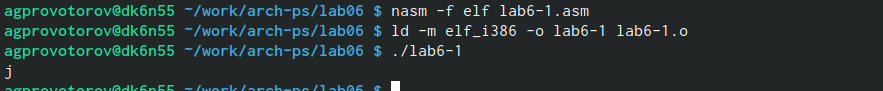 agprovotorov@dk6n55 ~/work/arch-ps/lab06 $ nasm -f elf lab6-1.asm
agprovotorov@dk6n55 ~/work/arch-ps/lab06 $ ld -m elf_i386 -o lab6-1 lab6-1.o
agprovotorov@dk6n55 ~/work/arch-ps/lab06 $ ./lab6-1
j
agprovotorov@dk6n55 ~/work/arch-ps/lab06 $